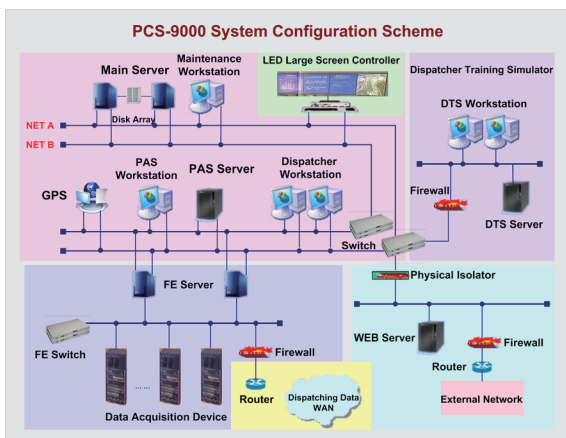 PCS-9000 System Configuration Scheme
Main Server
Maintenance
Workstation
LED Large Screen Controller
Dispatcher Training Simulator
DTS Workstation
Disk Array
NET A
NET B
GPS
PAS
Workstation
PAS Server
Dispatcher
Workstation
Firewall
DTS Server
Switch
FE Server
Physical Isolator
FE Switch
WEB Server
Firewall
Firewall
Router
... ...
Data Acquisition Device
Router
Dispatching Data
WAN
External Network